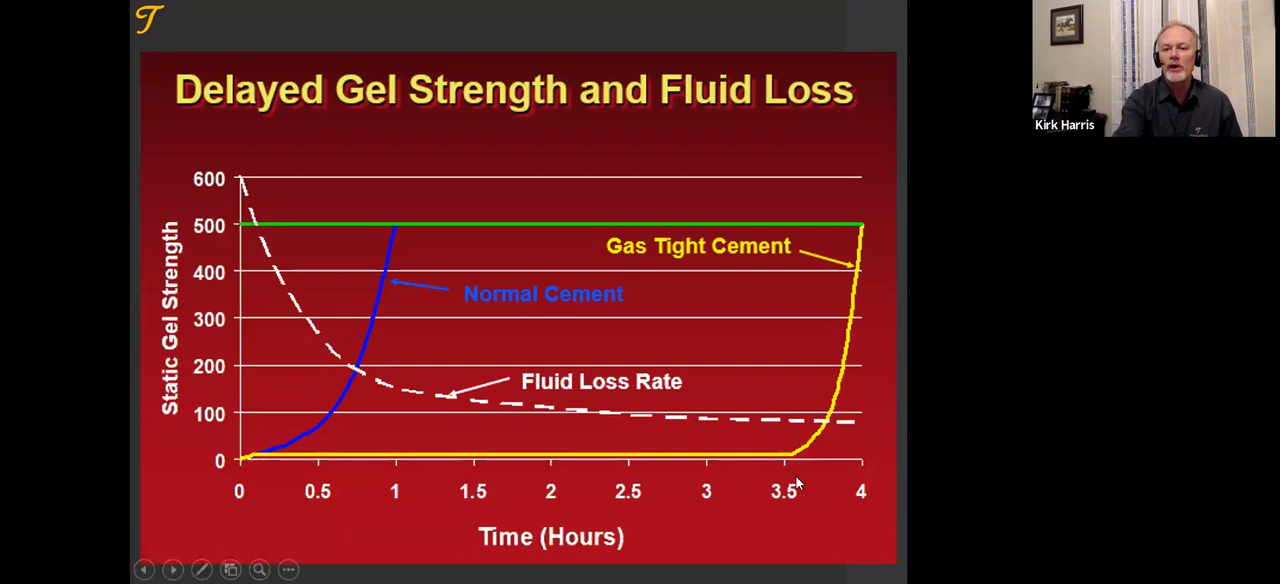 T
Delayed Gel Strength and Fluid Loss
Kirk Harris
Static Gel Strength
600
500
400
300
200
100
0
Gas Tight Cement
Normal Cement
Fluid Loss Rate
0 0.5 1 1.5 2 2.5 3 3.5 4
Time (Hours)